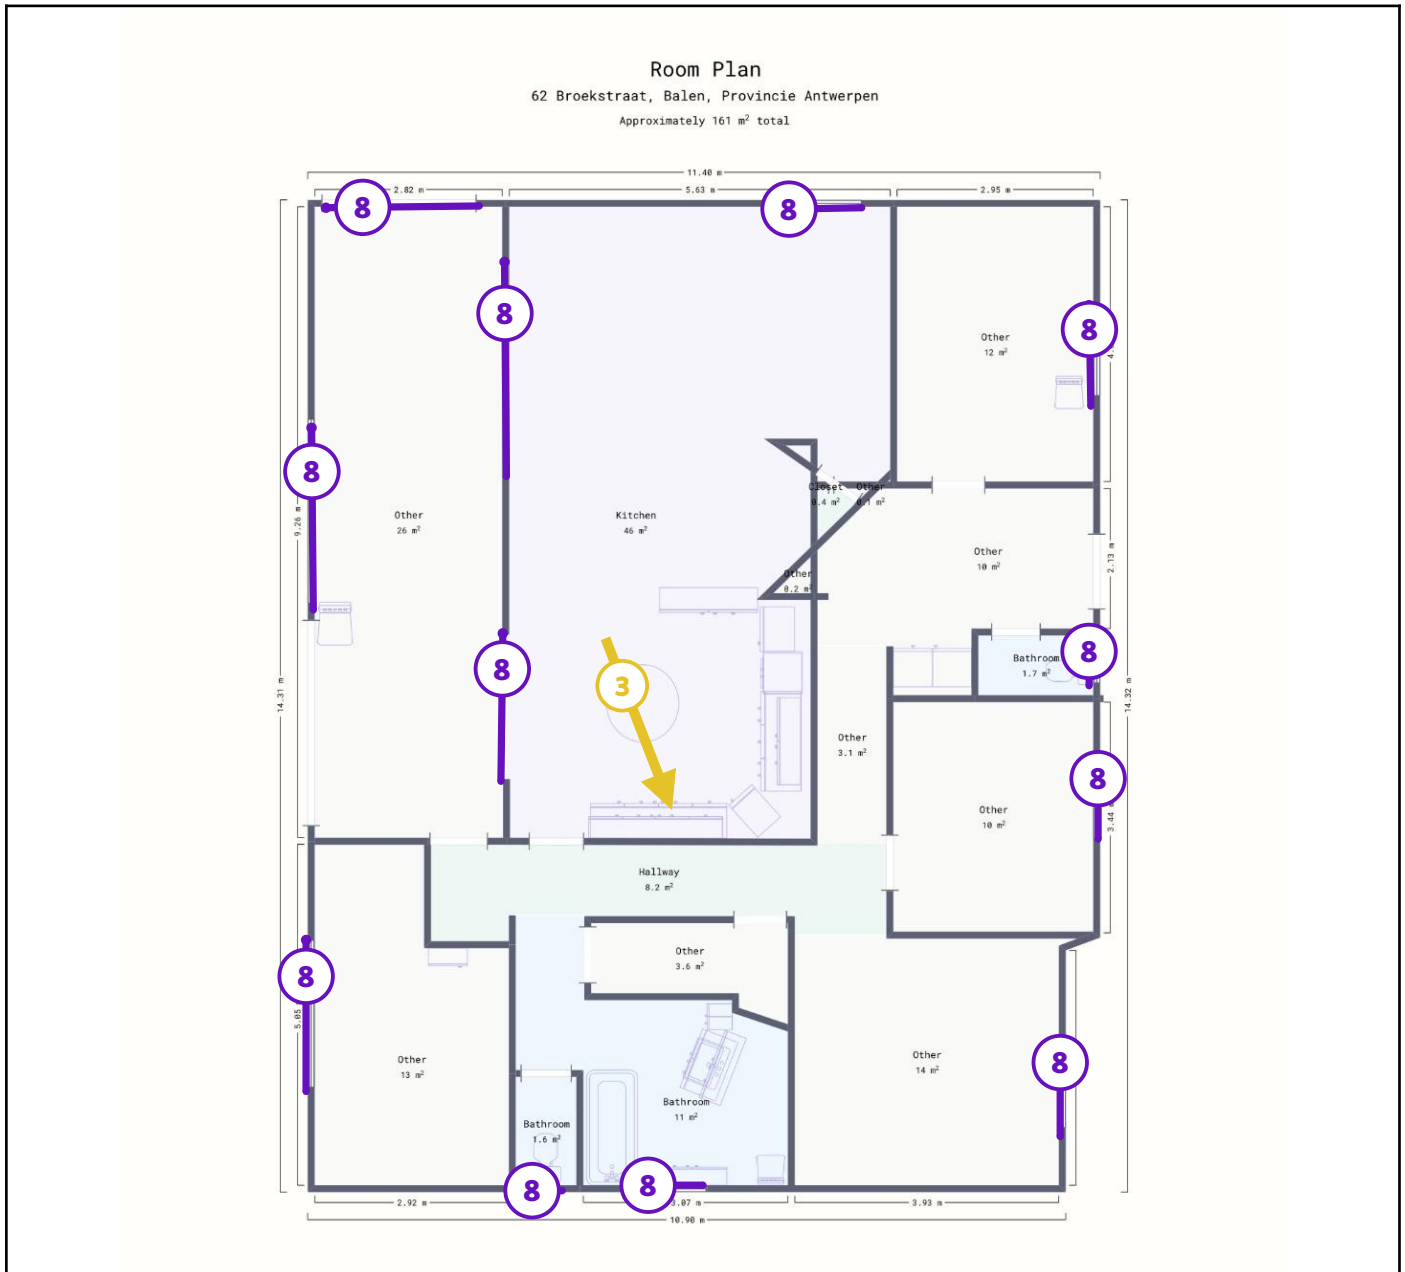 Room Plan
62 Broekstraat, Balen, Provincie Antwerpen
Approximately 161 m² total
11.40 m
2.82 m
5.63 m
2.95 m
8
8
8
8
Other
12 m²
8
9.26 m
Other
26 m²
Kitchen
46 m²
Closet
0.4 m²
Other
0.1 m²
Other
10 m²
2.13 m
Other
0.2 m²
8
8
3
Bathroom
1.7 m²
14.31 m
14.32 m
Other
3.1 m²
8
Other
10 m²
3.44 m
Hallway
8.2 m²
Other
3.6 m²
8
5.05
Other
13 m²
8
Other
14 m²
Bathroom
11 m²
Bathroom
1.6 m²
8
8
2.92 m
3.07 m
3.93 m
10.90 m